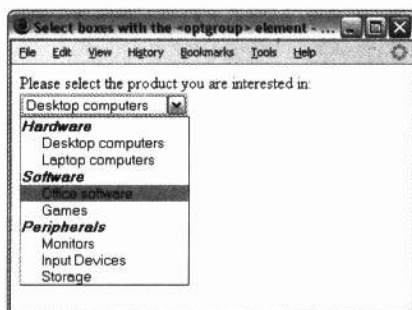 Select boxes with the <optgroup> element - ...
File Edit View History Bookmarks Tools Help
Please select the product you are interested in:
Desktop computers
Hardware
Desktop computers
Laptop computers
Software
Office software
Games
Peripherals
Monitors
Input Devices
Storage